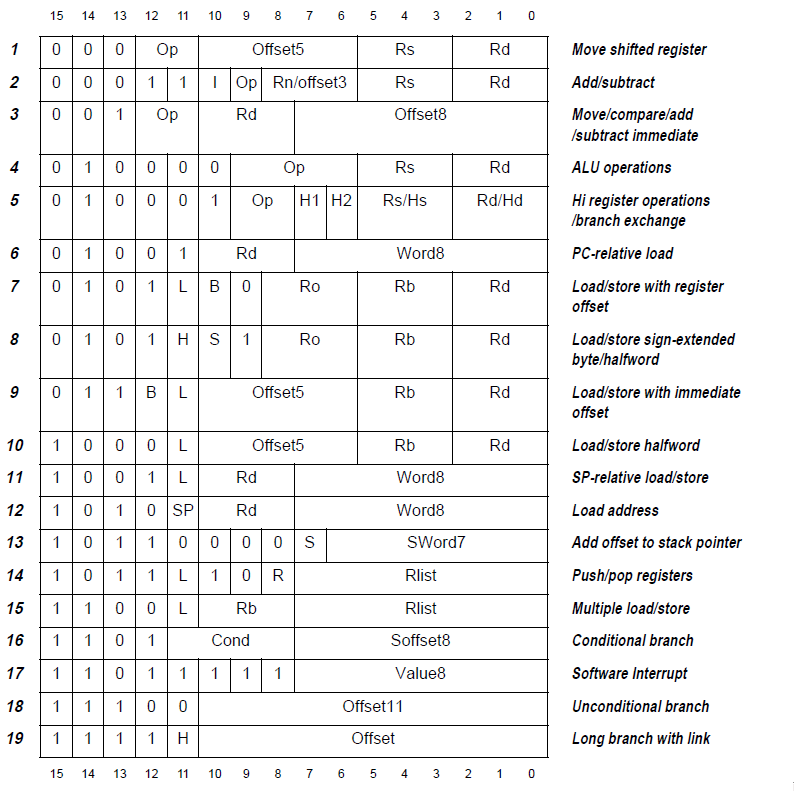 15 14 13 12 11 10 9 8 7 6 5 4 3 2 1 0
1 0 0 0 Op Offset5 Rs Rd Move shifted register
2 0 0 0 1 1 I Op Rn/offset3 Rs Rd Add/subtract
3 0 0 1 Op Rd Offset8 Move/compare/add
/subtract immediate
4 0 1 0 0 0 0 Op Rs Rd ALU operations
5 0 1 0 0 0 1 Op H1 H2 Rs/Hs Rd/Hd Hi register operations
/branch exchange
6 0 1 0 0 1 Rd Word8 PC-relative load
7 0 1 0 1 L B 0 Ro Rb Rd Load/store with register
offset
8 0 1 0 1 H S 1 Ro Rb Rd Load/store sign-extended
byte/halfword
9 0 1 1 B L Offset5 Rb Rd Load/store with immediate
offset
10 1 0 0 0 L Offset5 Rb Rd Load/store halfword
11 1 0 0 1 L Rd Word8 SP-relative load/store
12 1 0 1 0 SP Rd Word8 Load address
13 1 0 1 1 0 0 0 0 S SWord7 Add offset to stack pointer
14 1 0 1 1 L 1 0 R Rlist Push/pop registers
15 1 1 0 0 L Rb Rlist Multiple load/store
16 1 1 0 1 Cond Soffset8 Conditional branch
17 1 1 0 1 1 1 1 1 Value8 Software Interrupt
18 1 1 1 0 0 Offset11 Unconditional branch
19 1 1 1 1 H Offset Long branch with link
15 14 13 12 11 10 9 8 7 6 5 4 3 2 1 0